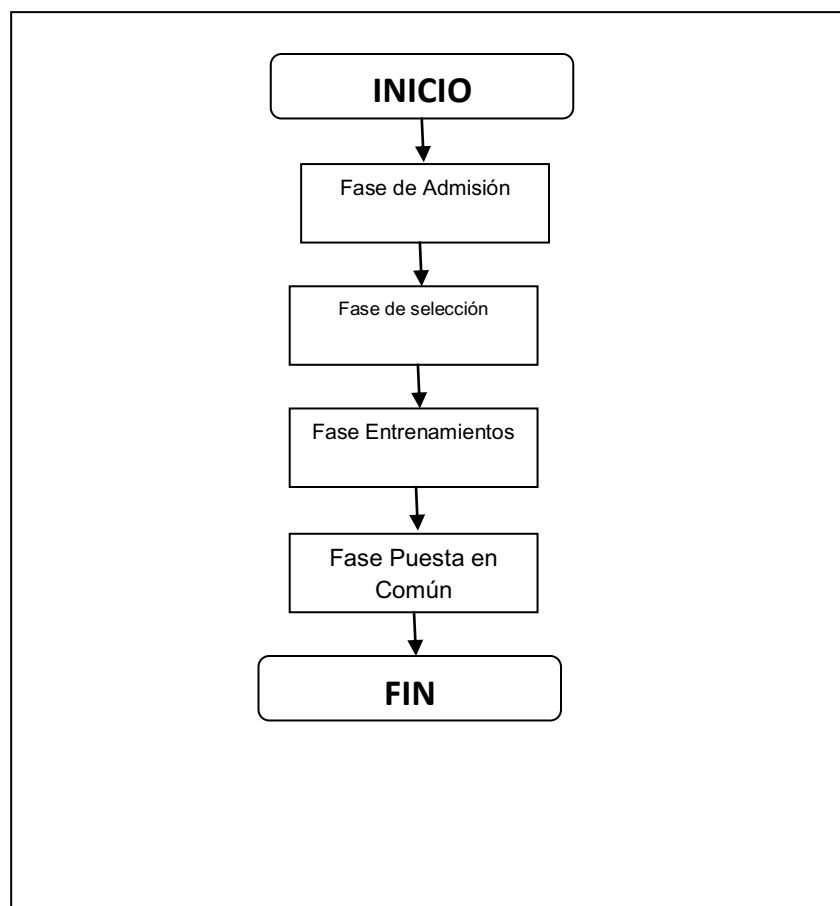 INICIO
Fase de Admisión
Fase de selección
Fase Entrenamientos
Fase Puesta en
Común
FIN